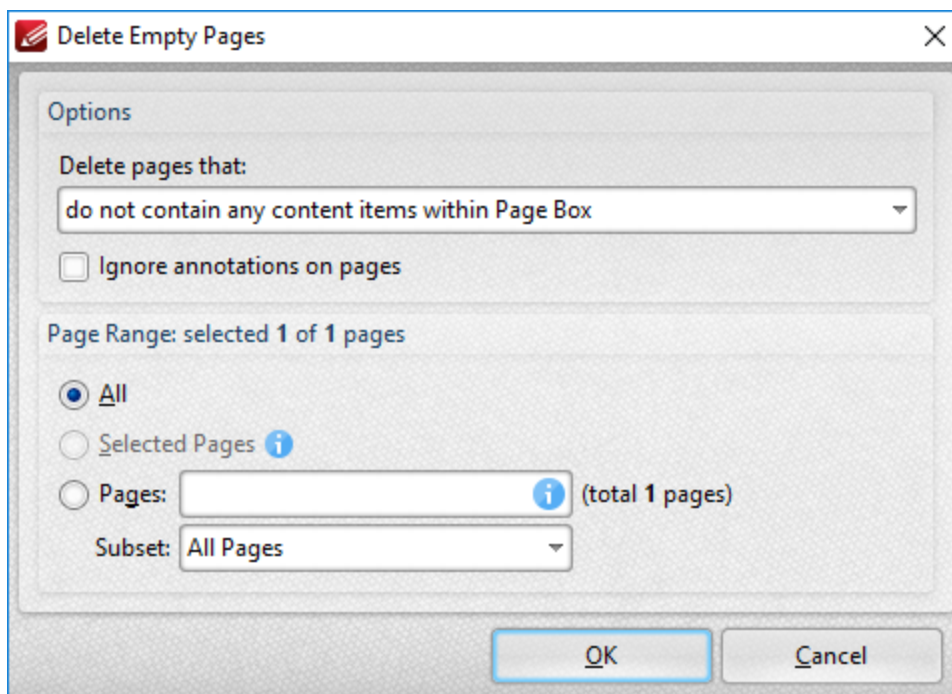 Delete Empty Pages
Options
Delete pages that:
do not contain any content items within Page Box
Ignore annotations on pages
Page Range: selected 1 of 1 pages
All
Selected Pages
Pages: (total 1 pages)
Subset: All Pages
OK Cancel